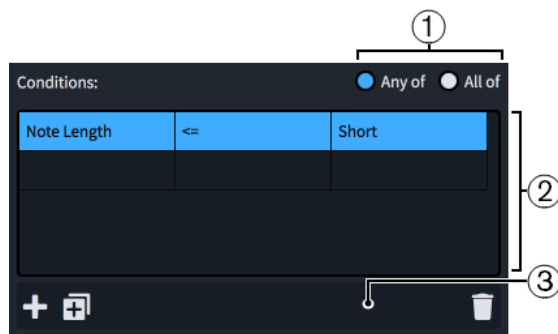 1
Conditions: Any of All of
Note Length <= Short
2
3